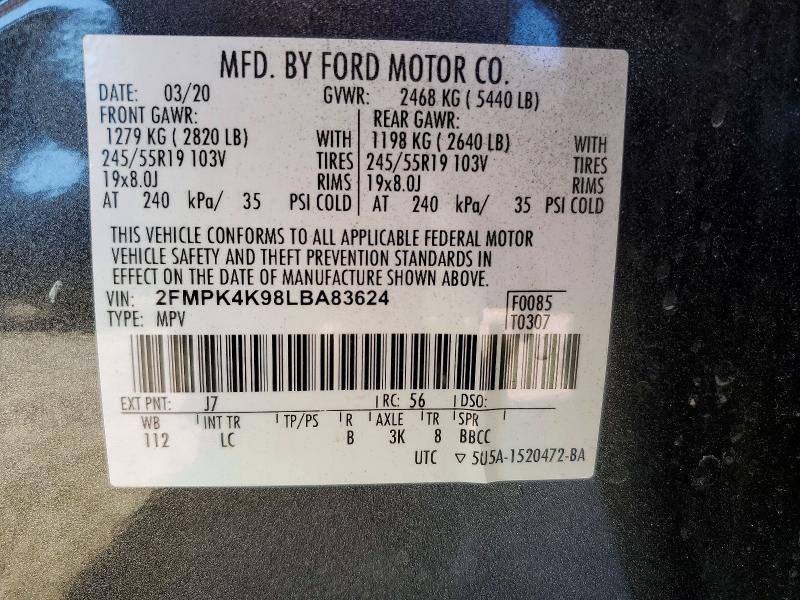 MFD. BY FORD MOTOR CO.
DATE: 03/20 GVWR: 2468 KG ( 5440 LB)
FRONT GAWR: REAR GAWR:
1279 KG ( 2820 LB) WITH 1198 KG ( 2640 LB) WITH
245/55R19 103V TIRES 245/55R19 103V TIRES
19x8.0J RIMS 19x8.0J RIMS
AT 240 kPa/ 35 PSI COLD AT 240 kPa/ 35 PSI COLD
THIS VEHICLE CONFORMS TO ALL APPLICABLE FEDERAL MOTOR
VEHICLE SAFETY AND THEFT PREVENTION STANDARDS IN
EFFECT ON THE DATE OF MANUFACTURE SHOWN ABOVE.
VIN: 2FMPK4K98LBA83624 F0085
TYPE: MPV T0307
EXT PNT: J7 RC: 56 DSO:
WB INT TR TP/PS R AXLE TR SPR
112 LC B 3K 8 BBCC
UTC ▽ 5U5A-1520472-BA